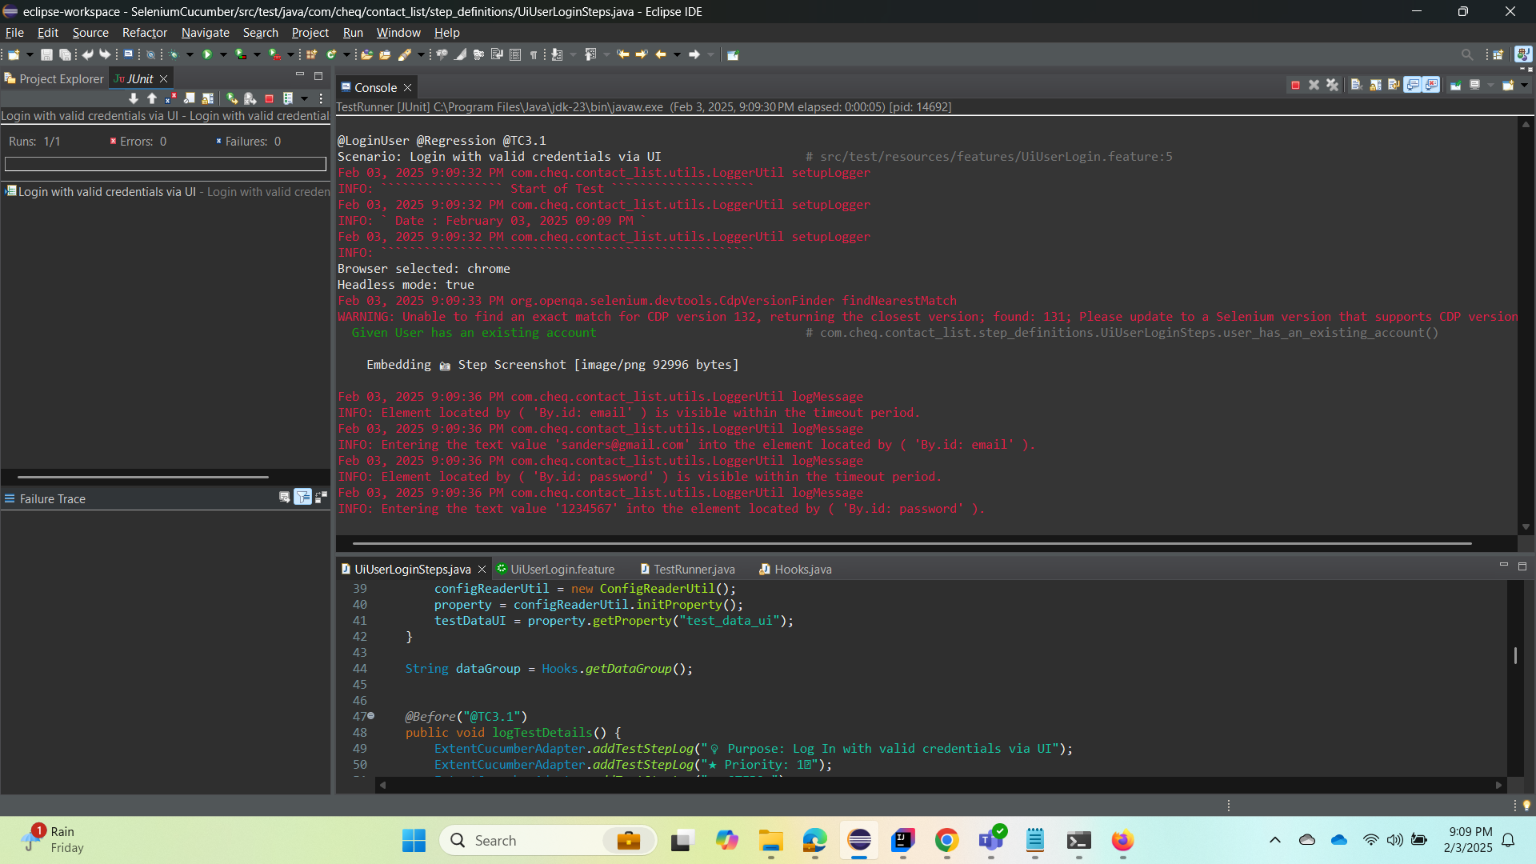 eclipse-workspace - SeleniumCucumber/src/test/java/com/cheq/contact_list/step_definitions/UiUserLoginSteps.java - Eclipse IDE
File Edit Source Refactor Navigate Search Project Run Window Help
Project Explorer JUnit
Login with valid credentials via UI - Login with valid credential
Runs: 1/1 Errors: 0 Failures: 0
Login with valid credentials via UI - Login with valid creden
Failure Trace
Console
TestRunner [JUnit] C:\Program Files\Java\jdk-23\bin\javaw.exe (Feb 3, 2025, 9:09:30 PM elapsed: 0:00:05) [pid: 14692]
@LoginUser @Regression @TC3.1
Scenario: Login with valid credentials via UI # src/test/resources/features/UiUserLogin.feature:5
Feb 03, 2025 9:09:32 PM com.cheq.contact_list.utils.LoggerUtil setupLogger
INFO: ````````````````` Start of Test ````````````````````
Feb 03, 2025 9:09:32 PM com.cheq.contact_list.utils.LoggerUtil setupLogger
INFO: ` Date : February 03, 2025 09:09 PM `
Feb 03, 2025 9:09:32 PM com.cheq.contact_list.utils.LoggerUtil setupLogger
INFO: ````````````````````````````````````````````````````
Browser selected: chrome
Headless mode: true
Feb 03, 2025 9:09:33 PM org.openqa.selenium.devtools.CdpVersionFinder findNearestMatch
WARNING: Unable to find an exact match for CDP version 132, returning the closest version; found: 131; Please update to a Selenium version that supports CDP version
Given User has an existing account # com.cheq.contact_list.step_definitions.UiUserLoginSteps.user_has_an_existing_account()
Embedding 📷 Step Screenshot [image/png 92996 bytes]
Feb 03, 2025 9:09:36 PM com.cheq.contact_list.utils.LoggerUtil logMessage
INFO: Element located by ( 'By.id: email' ) is visible within the timeout period.
Feb 03, 2025 9:09:36 PM com.cheq.contact_list.utils.LoggerUtil logMessage
INFO: Entering the text value 'sanders@gmail.com' into the element located by ( 'By.id: email' ).
Feb 03, 2025 9:09:36 PM com.cheq.contact_list.utils.LoggerUtil logMessage
INFO: Element located by ( 'By.id: password' ) is visible within the timeout period.
Feb 03, 2025 9:09:36 PM com.cheq.contact_list.utils.LoggerUtil logMessage
INFO: Entering the text value '1234567' into the element located by ( 'By.id: password' ).
UiUserLoginSteps.java UiUserLogin.feature TestRunner.java Hooks.java
39 configReaderUtil = new ConfigReaderUtil();
40 property = configReaderUtil.initProperty();
41 testDataUI = property.getProperty("test_data_ui");
42 }
43
44 String dataGroup = Hooks.getDataGroup();
45
46
47 @Before("@TC3.1")
48 public void logTestDetails() {
49 ExtentCucumberAdapter.addTestStepLog("💡 Purpose: Log In with valid credentials via UI");
50 ExtentCucumberAdapter.addTestStepLog("★ Priority: 1");
1 Rain
Friday
Search
9:09 PM
2/3/2025